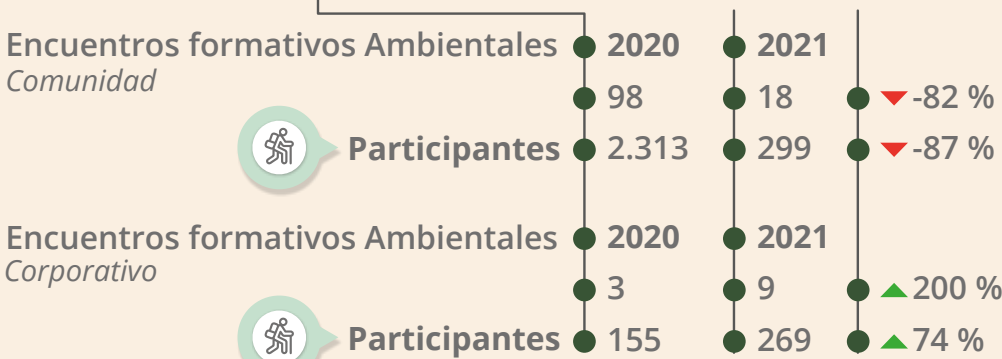 Encuentros formativos Ambientales 2020 2021
Comunidad
98 18 -82 %
Participantes 2.313 299 -87 %
Encuentros formativos Ambientales 2020 2021
Corporativo
3 9 200 %
Participantes 155 269 74 %